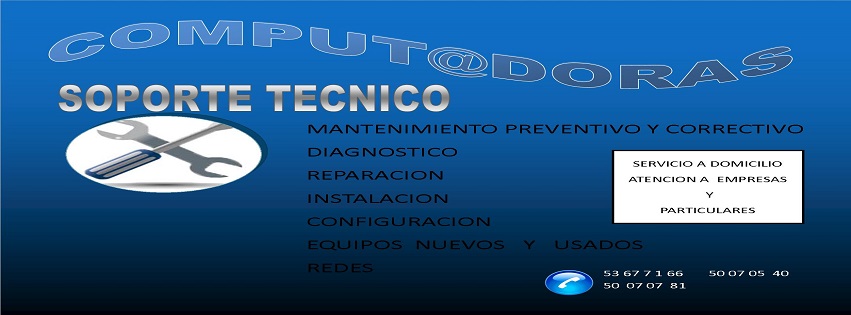 COMPUT@DORAS
SOPORTE TECNICO
MANTENIMIENTO PREVENTIVO Y CORRECTIVO
DIAGNOSTICO
REPARACION
INSTALACION
CONFIGURACION
EQUIPOS NUEVOS Y USADOS
REDES
SERVICIO A DOMICILIO
ATENCION A EMPRESAS
Y
PARTICULARES
53 67 7 1 66 50 07 05 40
50 07 07 81